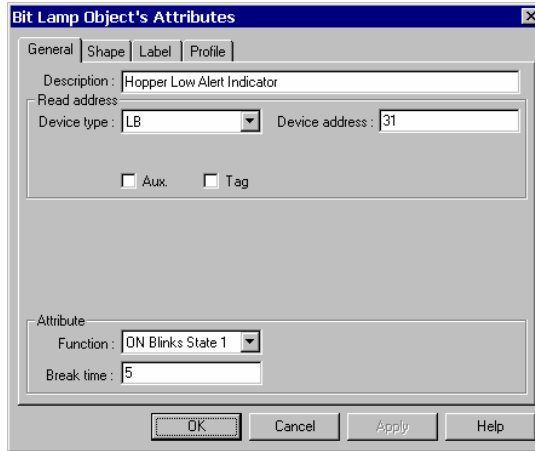 Bit Lamp Object's Attributes
General Shape Label Profile
Description : Hopper Low Alert Indicator
Read address
Device type : LB Device address : 31
Aux. Tag
Attribute
Function : ON Blinks State 1
Break time : 5
OK Cancel Apply Help